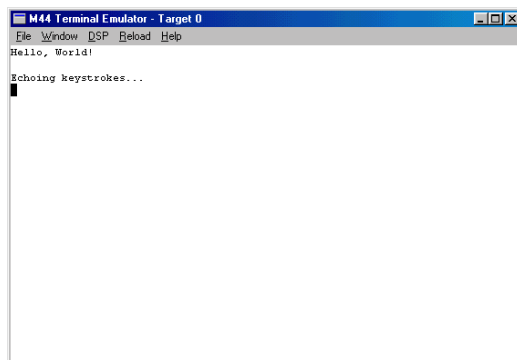 M44 Terminal Emulator - Target 0
File Window DSP Reload Help
Hello, World!
Echoing keystrokes...